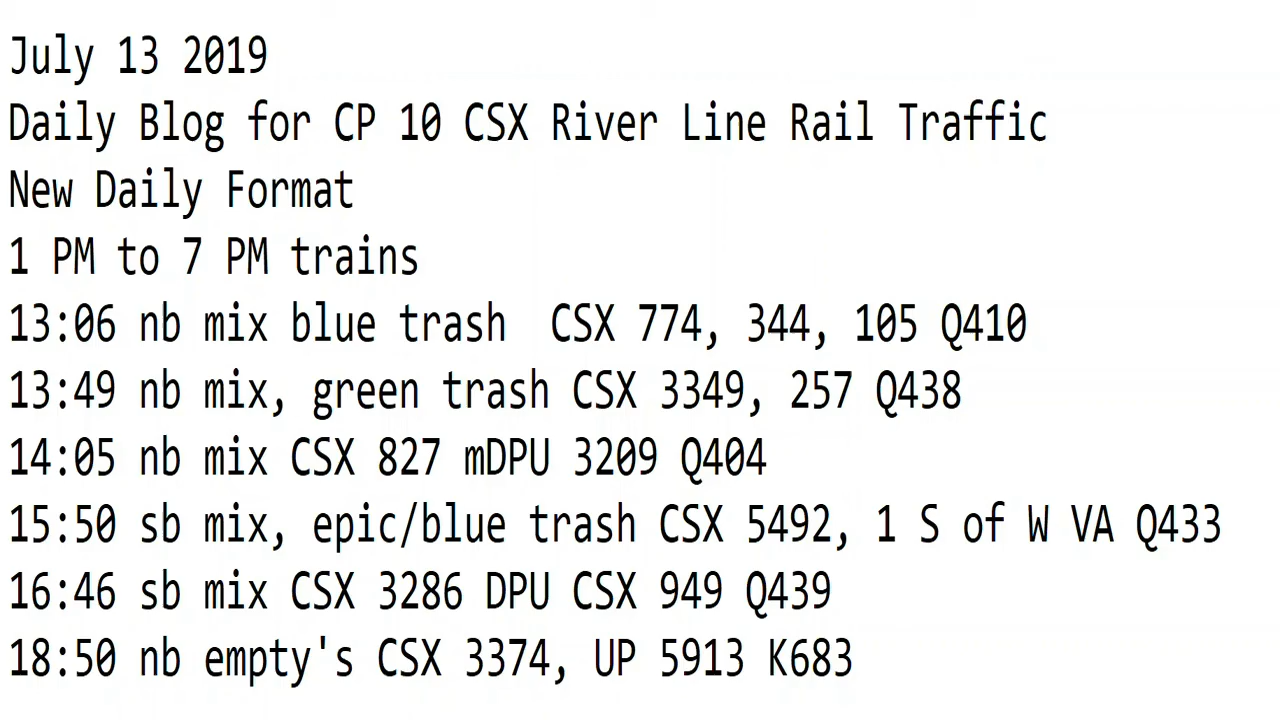 July 13 2019
Daily Blog for CP 10 CSX River Line Rail Traffic
New Daily Format
1 PM to 7 PM trains
13:06 nb mix blue trash  CSX 774, 344, 105 Q410
13:49 nb mix, green trash CSX 3349, 257 Q438
14:05 nb mix CSX 827 mDPU 3209 Q404
15:50 sb mix, epic/blue trash CSX 5492, 1 S of W VA Q433
16:46 sb mix CSX 3286 DPU CSX 949 Q439
18:50 nb empty's CSX 3374, UP 5913 K683